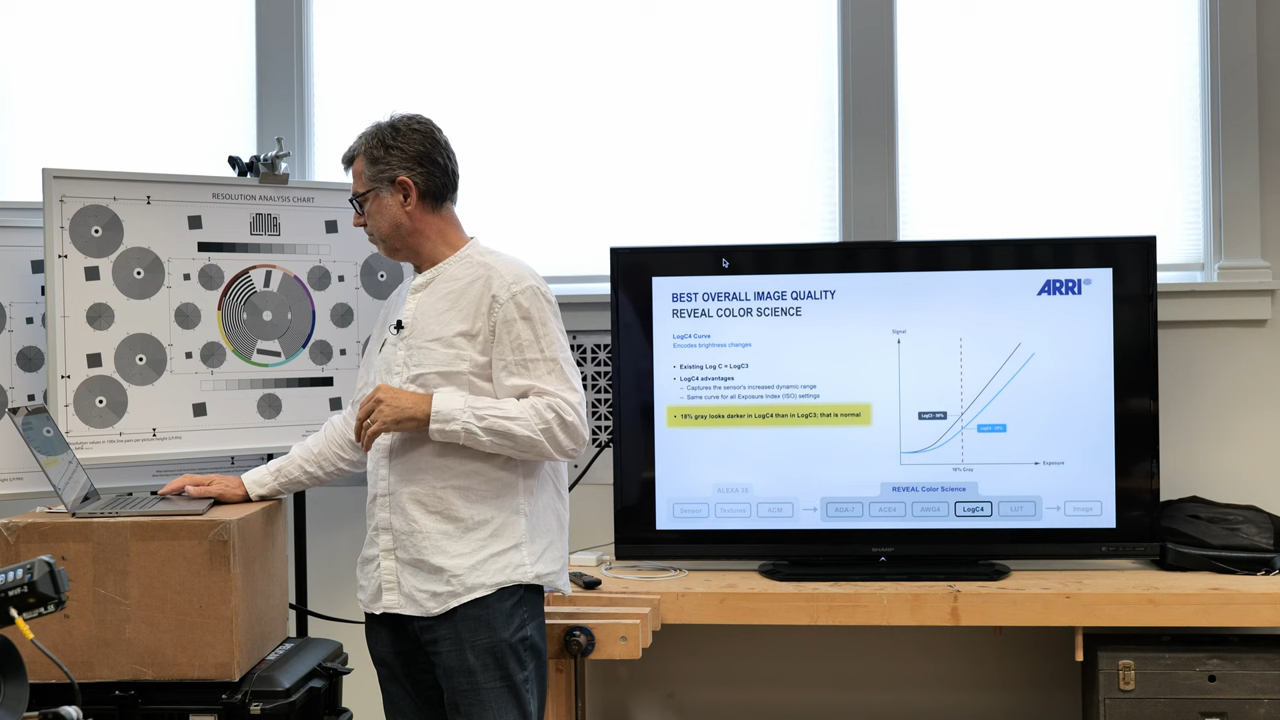 RESOLUTION ANALYSIS CHART
BEST OVERALL IMAGE QUALITY
REVEAL COLOR SCIENCE
ARRI
LogC4 Curve
Encodes brightness changes
• Existing Log C = LogC3
• LogC4 advantages
– Captures the sensor's increased dynamic range
– Same curve for all Exposure Index (ISO) settings
• 18% gray looks darker in LogC4 than in LogC3; that is normal
Signal
Exposure
18% Gray
ALEXA 35
REVEAL Color Science
Sensor
Textures
ACM
ADA-7
ACE4
AWG4
LogC4
LUT
Image
SHARP